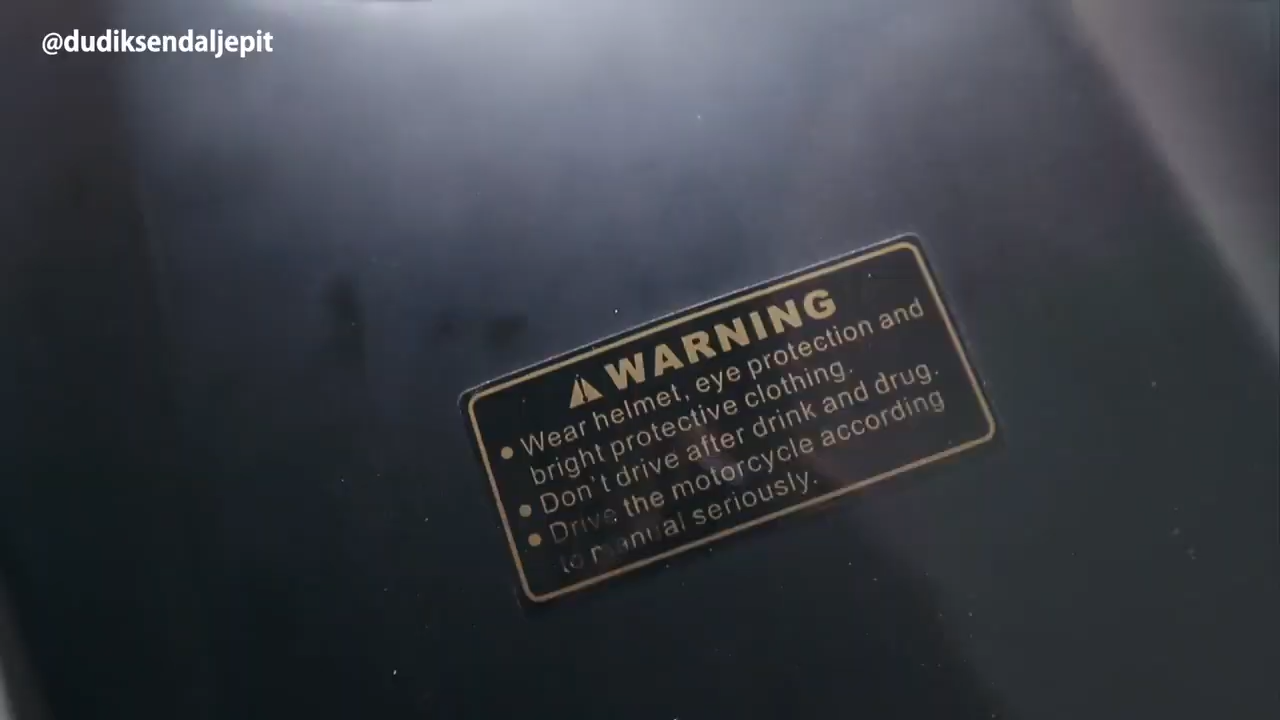 @dudiksendaljepit
WARNING
• Wear helmet, eye protection and
bright protective clothing.
• Don't drive after drink and drug.
• Drive the motorcycle according
to manual seriously.